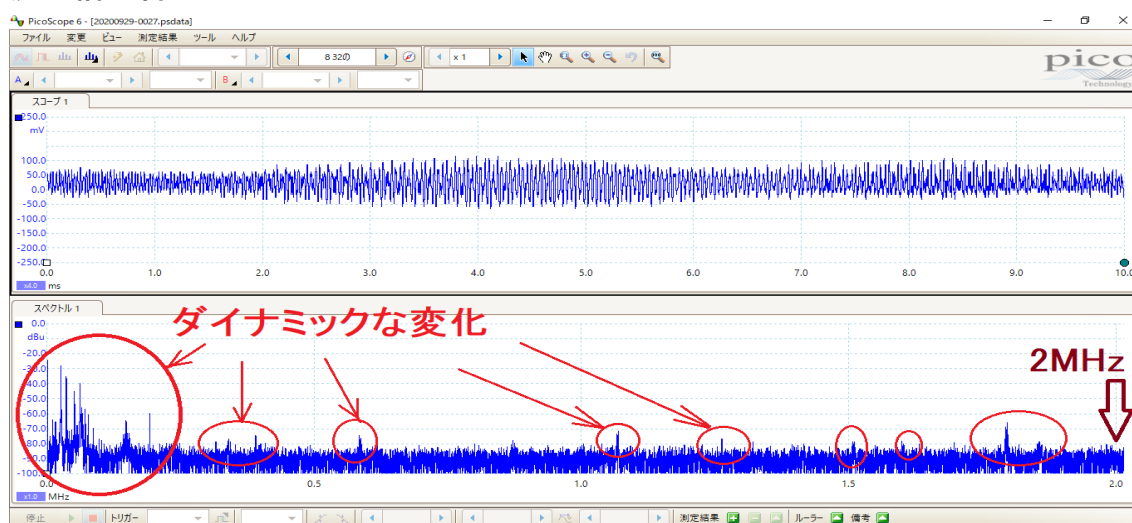 PicoScope 6 - [20200929-0027.psdata]
ファイル 変更 ビュー 測定結果 ツール ヘルプ
x 1
pico
Technology
A B
スコープ 1
250.0
mV
100.0
50.0
0.0
-50.0
-100.0
-150.0
-200.0
-250.0
0.0 1.0 2.0 3.0 4.0 5.0 6.0 7.0 8.0 9.0 10.0
x4.0 ms
スペクトル 1
ダイナミックな変化
0.0
dBu
-20.0
2MHz
-30.0
-40.0
-50.0
-60.0
-70.0
-80.0
-90.0
-100.0
0.0 0.5 1.0 1.5 2.0
x1.0 MHz
停止 トリガー 測定結果 ルーラー 備考